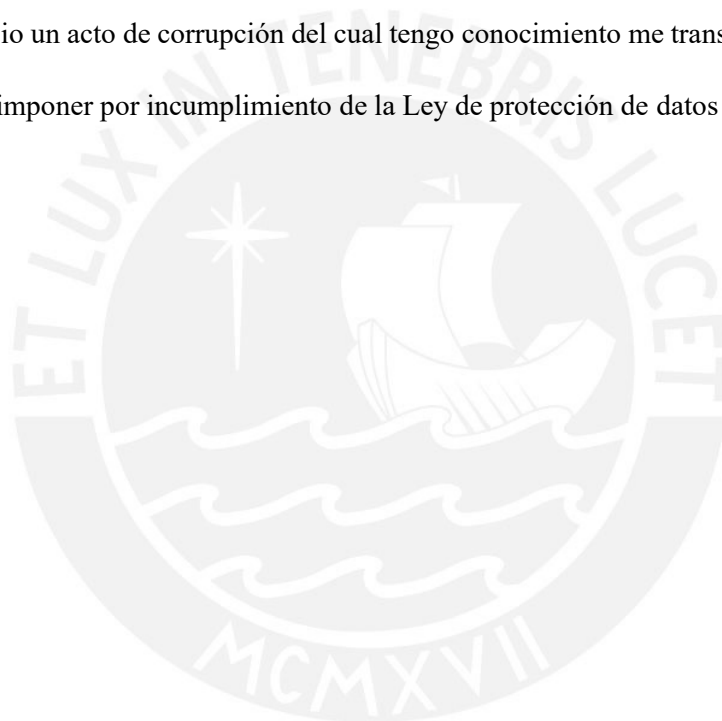 io un acto de corrupción del cual tengo conocimiento me trans
imponer por incumplimiento de la Ley de protección de datos
ET LUX IN TENEBRIS LUCET
MCMXVII